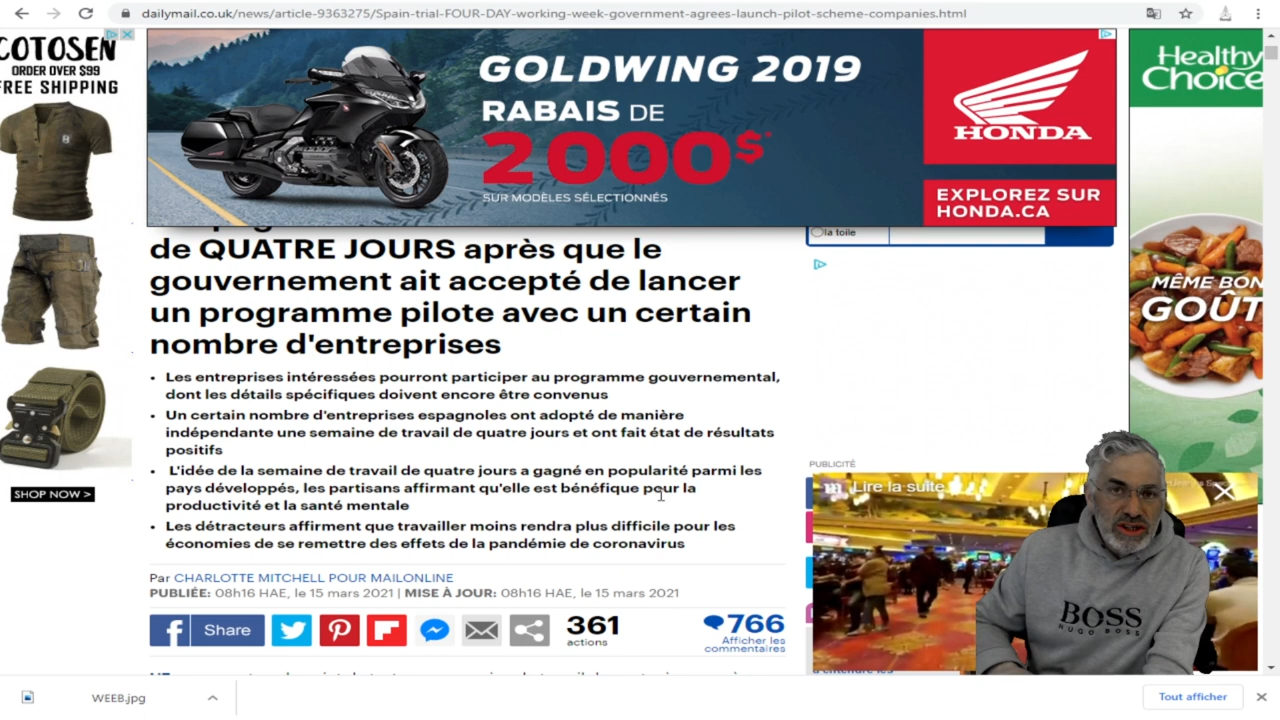 dailymail.co.uk/news/article-9363275/Spain-trial-FOUR-DAY-working-week-government-agrees-launch-pilot-scheme-companies.html
COTOSEN
ORDER OVER $99
FREE SHIPPING
SHOP NOW >
GOLDWING 2019
RABAIS DE
2000$*
SUR MODÈLES SÉLECTIONNÉS
HONDA
EXPLOREZ SUR
HONDA.CA
Healthy
Choice
MÊME BON
GOÛT
la toile
de QUATRE JOURS après que le
gouvernement ait accepté de lancer
un programme pilote avec un certain
nombre d'entreprises
• Les entreprises intéressées pourront participer au programme gouvernemental,
dont les détails spécifiques doivent encore être convenus
• Un certain nombre d'entreprises espagnoles ont adopté de manière
indépendante une semaine de travail de quatre jours et ont fait état de résultats
positifs
• L'idée de la semaine de travail de quatre jours a gagné en popularité parmi les
pays développés, les partisans affirmant qu'elle est bénéfique pour la
productivité et la santé mentale
• Les détracteurs affirment que travailler moins rendra plus difficile pour les
économies de se remettre des effets de la pandémie de coronavirus
Par CHARLOTTE MITCHELL POUR MAILONLINE
PUBLIÉE: 08h16 HAE, le 15 mars 2021 | MISE À JOUR: 08h16 HAE, le 15 mars 2021
Share
361
actions
766
Afficher les
commentaires
PUBLICITÉ
Lire la suite
BOSS
HUGO BOSS
WEEB.jpg
Tout afficher